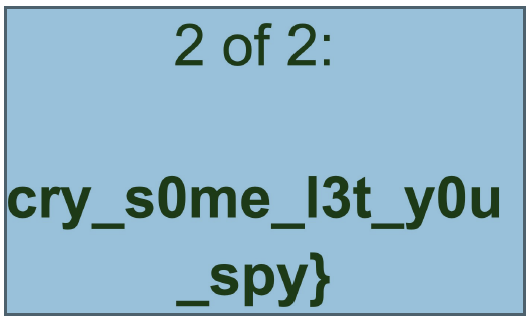 2 of 2:
cry_s0me_l3t_y0u
_spy}